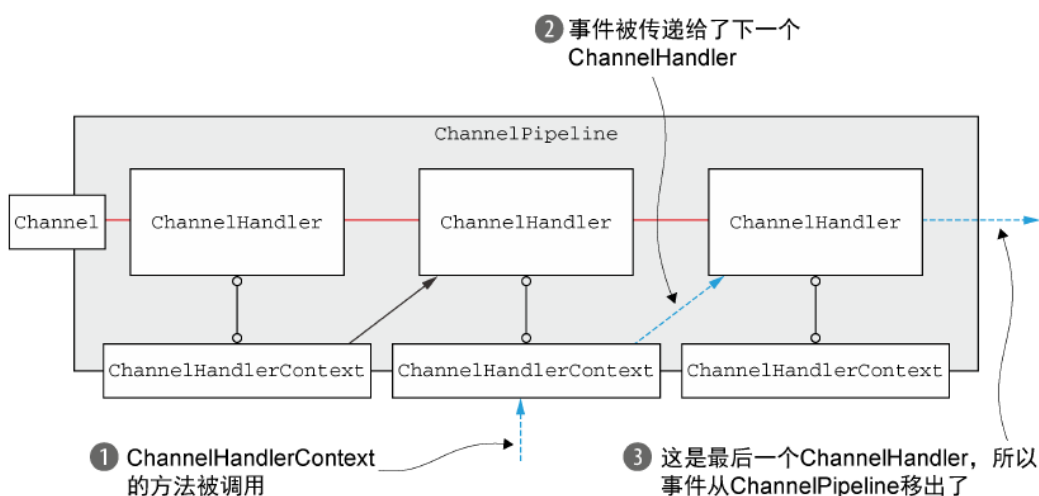 2 事件被传递给了下一个
ChannelHandler
ChannelPipeline
Channel
ChannelHandler
ChannelHandler
ChannelHandler
ChannelHandlerContext
ChannelHandlerContext
ChannelHandlerContext
1 ChannelHandlerContext
的方法被调用
3 这是最后一个ChannelHandler，所以
事件从ChannelPipeline移出了